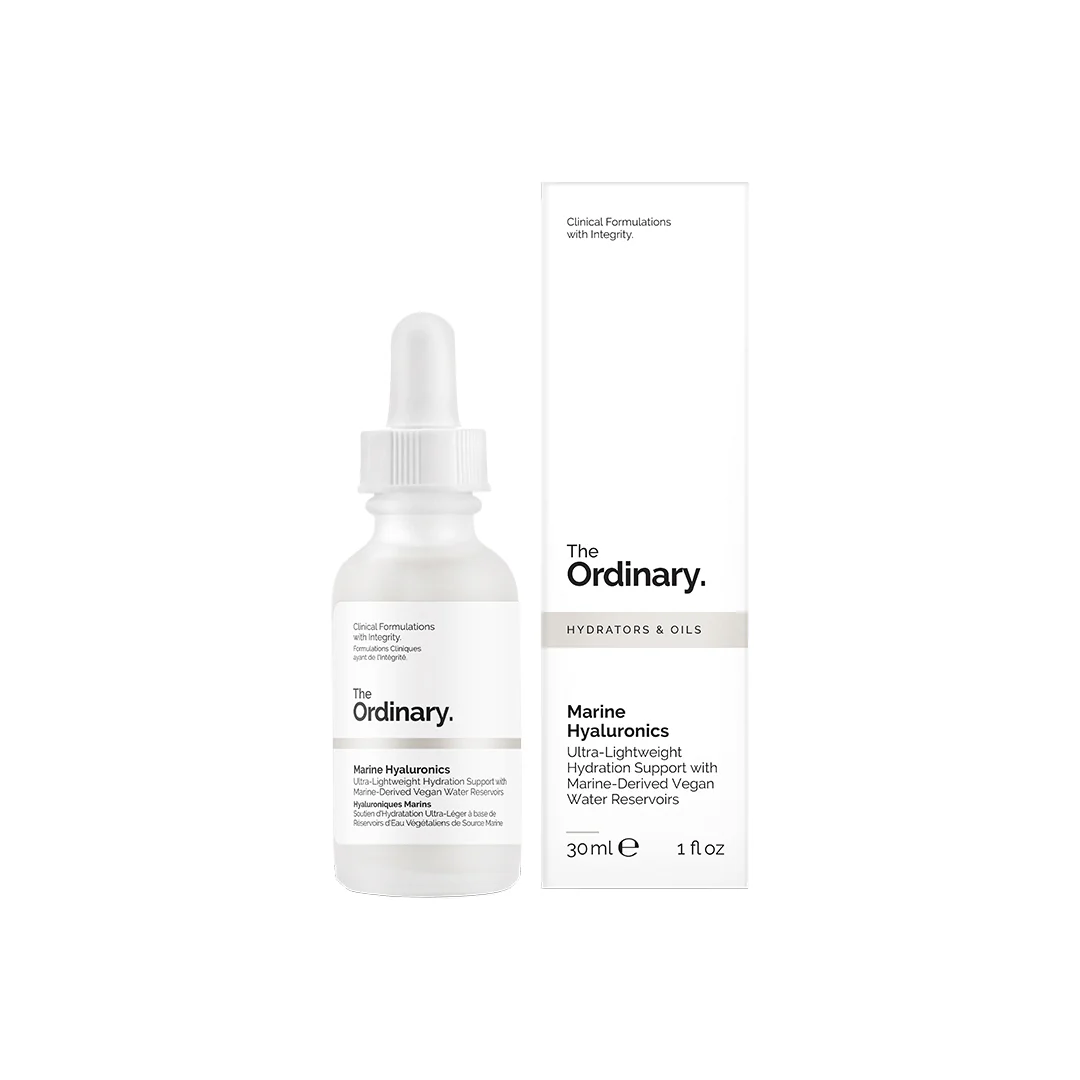 Clinical Formulations
with Integrity.
Formulations Cliniques
ayant de l'Intégrité.
The
Ordinary.
Marine Hyaluronics
Ultra-Lightweight Hydration Support with
Marine-Derived Vegan Water Reservoirs
Hyaluroniques Marins
Soutien d'Hydratation Ultra-Léger à base de
Réservoirs d'Eau Végétaliens de Source Marine
Clinical Formulations
with Integrity.
The
Ordinary.
HYDRATORS & OILS
Marine
Hyaluronics
Ultra-Lightweight
Hydration Support with
Marine-Derived Vegan
Water Reservoirs
30 ml ℮ 1 fl oz